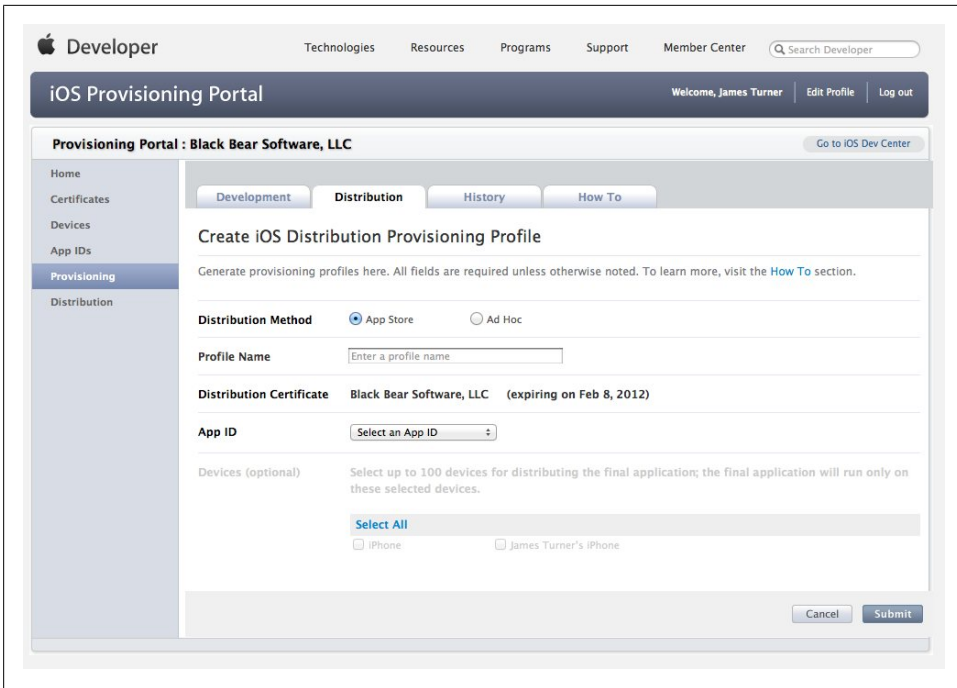 Developer
Technologies Resources Programs Support Member Center Search Developer
iOS Provisioning Portal
Welcome, James Turner Edit Profile Log out
Provisioning Portal : Black Bear Software, LLC
Go to iOS Dev Center
Home
Certificates
Devices
App IDs
Provisioning
Distribution
Development Distribution History How To
Create iOS Distribution Provisioning Profile
Generate provisioning profiles here. All fields are required unless otherwise noted. To learn more, visit the How To section.
Distribution Method App Store Ad Hoc
Profile Name Enter a profile name
Distribution Certificate Black Bear Software, LLC (expiring on Feb 8, 2012)
App ID Select an App ID
Devices (optional) Select up to 100 devices for distributing the final application; the final application will run only on
these selected devices.
Select All
iPhone James Turner's iPhone
Cancel Submit